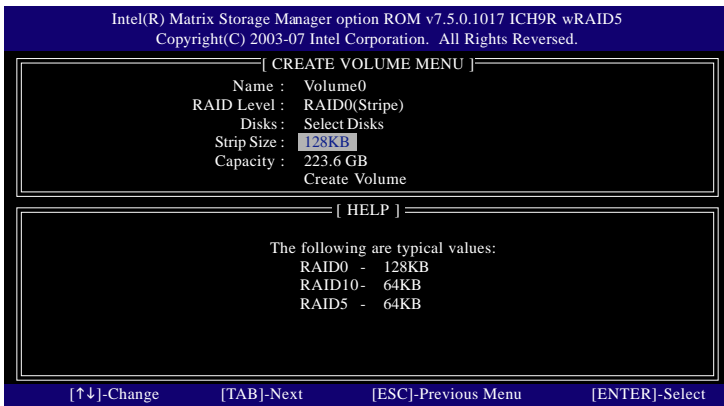 Intel(R) Matrix Storage Manager option ROM v7.5.0.1017 ICH9R wRAID5
Copyright(C) 2003-07 Intel Corporation. All Rights Reversed.
[ CREATE VOLUME MENU ]
Name : Volume0
RAID Level : RAID0(Stripe)
Disks : Select Disks
Strip Size : 128KB
Capacity : 223.6 GB
Create Volume
[ HELP ]
The following are typical values:
RAID0 - 128KB
RAID10- 64KB
RAID5 - 64KB
[↑↓]-Change [TAB]-Next [ESC]-Previous Menu [ENTER]-Select